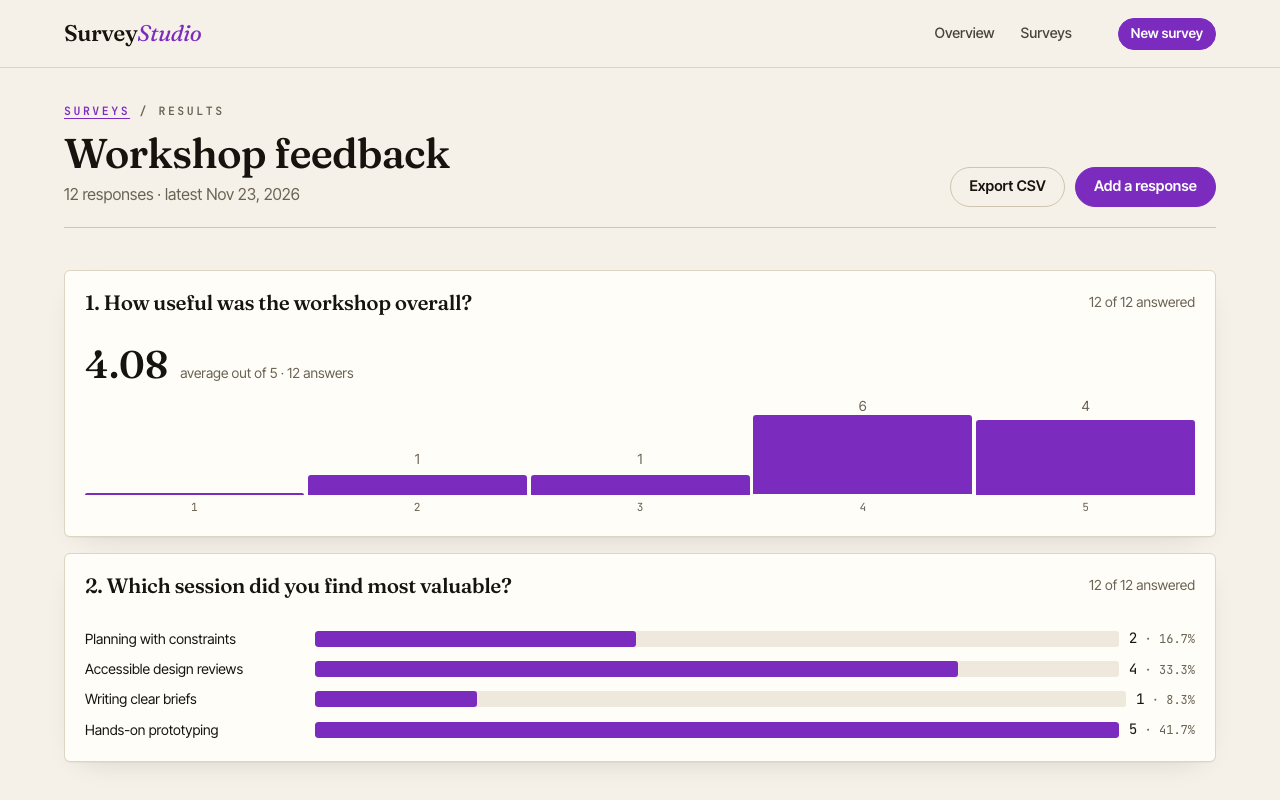 SurveyStudio
Overview Surveys New survey
SURVEYS / RESULTS
Workshop feedback
12 responses · latest Nov 23, 2026
Export CSV Add a response
1. How useful was the workshop overall? 12 of 12 answered
4.08 average out of 5 · 12 answers
1 1 6 4
1 2 3 4 5
2. Which session did you find most valuable? 12 of 12 answered
Planning with constraints 2 · 16.7%
Accessible design reviews 4 · 33.3%
Writing clear briefs 1 · 8.3%
Hands-on prototyping 5 · 41.7%